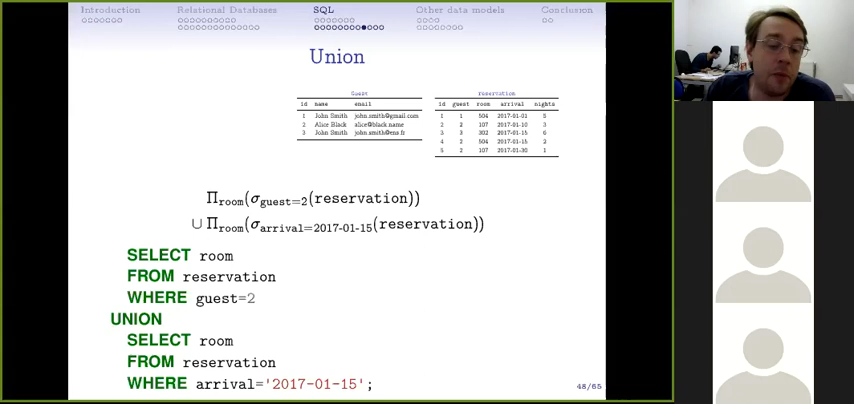 Introduction Relational Databases SQL Other data models Conclusion
Union
Guest
id name email
1 John Smith john.smith@gmail.com
2 Alice Black alice@black.name
3 John Smith john.smith@ens.fr
reservation
id guest room arrival nights
1 1 504 2017-01-01 5
2 2 107 2017-01-10 3
3 3 302 2017-01-15 6
4 2 504 2017-01-15 2
5 2 107 2017-01-30 1
Πroom(σguest=2(reservation))
∪ Πroom(σarrival=2017-01-15(reservation))
SELECT room
FROM reservation
WHERE guest=2
UNION
SELECT room
FROM reservation
WHERE arrival='2017-01-15';
48/65